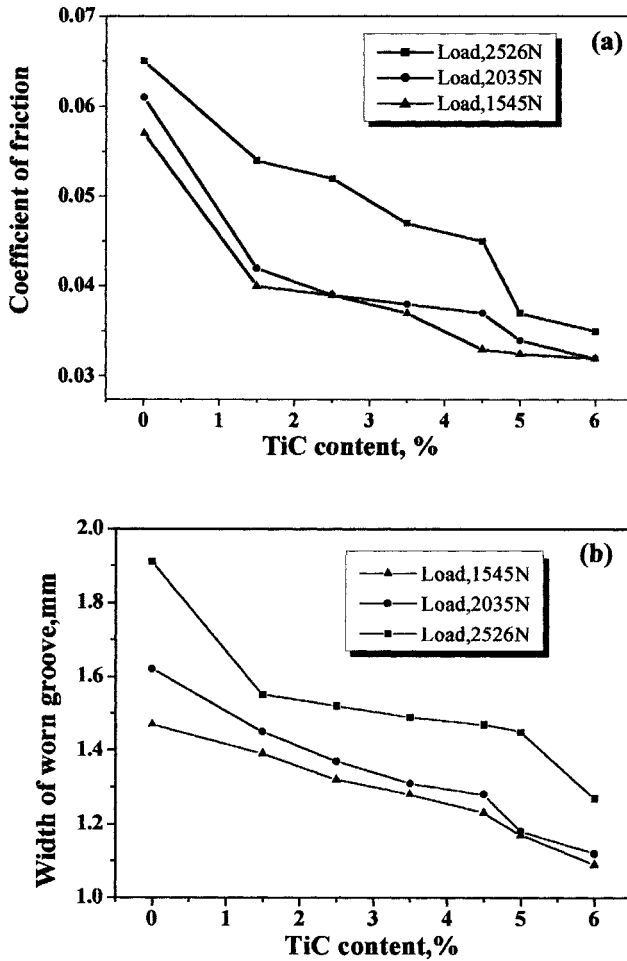 0.07
(a)
Load,2526N
Load,2035N
Load,1545N
0.06
0.05
0.04
0.03
Coefficient of friction
0 1 2 3 4 5 6
TiC content, %
2.0
(b)
Load,1545N
Load,2035N
Load,2526N
1.8
1.6
1.4
1.2
1.0
Width of worn groove,mm
0 1 2 3 4 5 6
TiC content,%